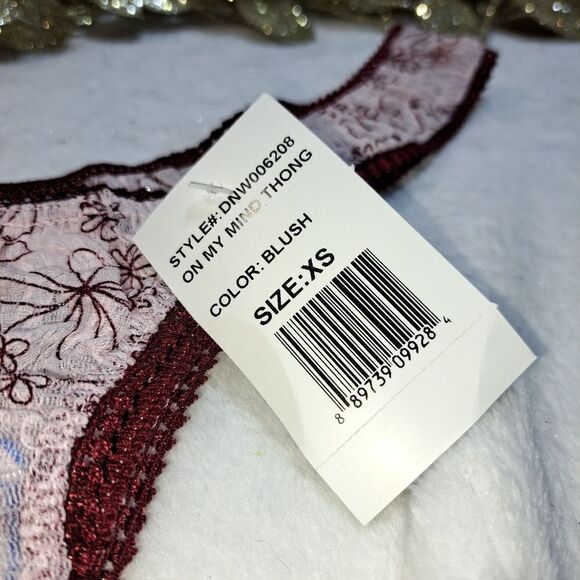 STYLE#: DNW006208
ON MY MIND THONG
COLOR: BLUSH
SIZE:XS
8 89739 09928 4